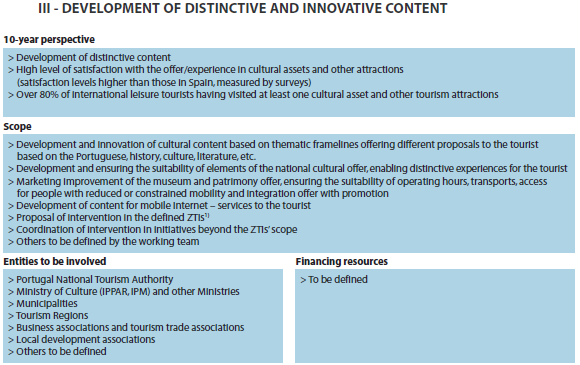 III - DEVELOPMENT OF DISTINCTIVE AND INNOVATIVE CONTENT
10-year perspective
> Development of distinctive content
> High level of satisfaction with the offer/experience in cultural assets and other attractions
(satisfaction levels higher than those in Spain, measured by surveys)
> Over 80% of international leisure tourists having visited at least one cultural asset and other tourism attractions
Scope
> Development and innovation of cultural content based on thematic framelines offering different proposals to the tourist
based on the Portuguese, history, culture, literature, etc.
> Development and ensuring the suitability of elements of the national cultural offer, enabling distinctive experiences for the tourist
> Marketing improvement of the museum and patrimony offer, ensuring the suitability of operating hours, transports, access
for people with reduced or constrained mobility and integration offer with promotion
> Development of content for mobile internet – services to the tourist
> Proposal of intervention in the defined ZTIs¹⁾
> Coordination of intervention in initiatives beyond the ZTIs' scope
> Others to be defined by the working team
Entities to be involved
> Portugal National Tourism Authority
> Ministry of Culture (IPPAR, IPM) and other Ministries
> Municipalities
> Tourism Regions
> Business associations and tourism trade associations
> Local development associations
> Others to be defined
Financing resources
> To be defined